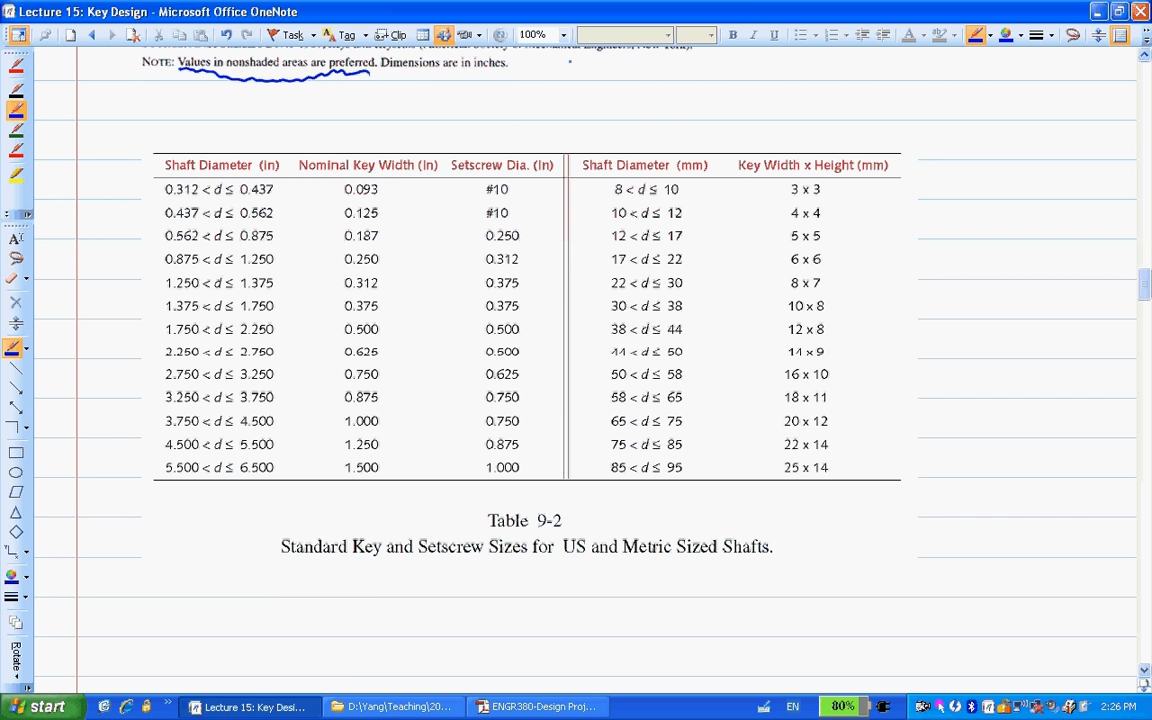 Lecture 15: Key Design - Microsoft Office OneNote
Task Tag Clip 100% B I U
NOTE: Values in nonshaded areas are preferred. Dimensions are in inches.
Shaft Diameter (in) Nominal Key Width (in) Setscrew Dia. (in) Shaft Diameter (mm) Key Width x Height (mm)
0.312 < d ≤ 0.437 0.093 #10 8 < d ≤ 10 3 x 3
0.437 < d ≤ 0.562 0.125 #10 10 < d ≤ 12 4 x 4
0.562 < d ≤ 0.875 0.187 0.250 12 < d ≤ 17 5 x 5
0.875 < d ≤ 1.250 0.250 0.312 17 < d ≤ 22 6 x 6
1.250 < d ≤ 1.375 0.312 0.375 22 < d ≤ 30 8 x 7
1.375 < d ≤ 1.750 0.375 0.375 30 < d ≤ 38 10 x 8
1.750 < d ≤ 2.250 0.500 0.500 38 < d ≤ 44 12 x 8
2.250 < d ≤ 2.750 0.625 0.500 44 < d ≤ 50 14 x 9
2.750 < d ≤ 3.250 0.750 0.625 50 < d ≤ 58 16 x 10
3.250 < d ≤ 3.750 0.875 0.750 58 < d ≤ 65 18 x 11
3.750 < d ≤ 4.500 1.000 0.750 65 < d ≤ 75 20 x 12
4.500 < d ≤ 5.500 1.250 0.875 75 < d ≤ 85 22 x 14
5.500 < d ≤ 6.500 1.500 1.000 85 < d ≤ 95 25 x 14
Table 9-2
Standard Key and Setscrew Sizes for US and Metric Sized Shafts.
Rotate
start Lecture 15: Key Desi... D:\Yang\Teaching\20... ENGR380-Design Proj... EN 80% 2:26 PM